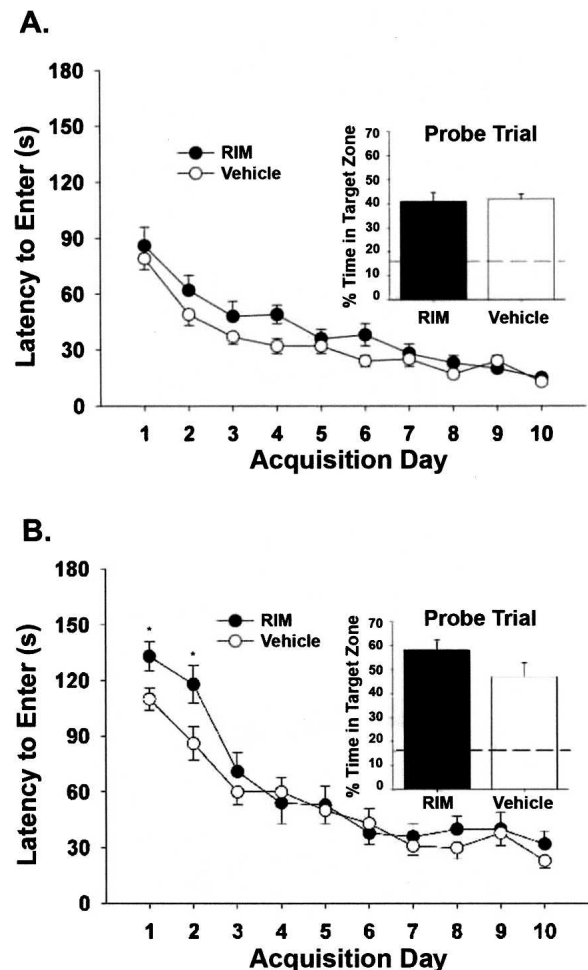 A.
Latency to Enter (s)
180
150
120
90
60
30
0
RIM
Vehicle
Probe Trial
% Time in Target Zone
70
60
50
40
30
20
10
0
RIM
Vehicle
1 2 3 4 5 6 7 8 9 10
Acquisition Day
B.
Latency to Enter (s)
180
150
130
90
60
30
0
*
*
RIM
Vehicle
Probe Trial
% Time in Target Zone
70
60
50
40
30
20
10
0
RIM
Vehicle
1 2 3 4 5 6 7 8 9 10
Acquisition Day